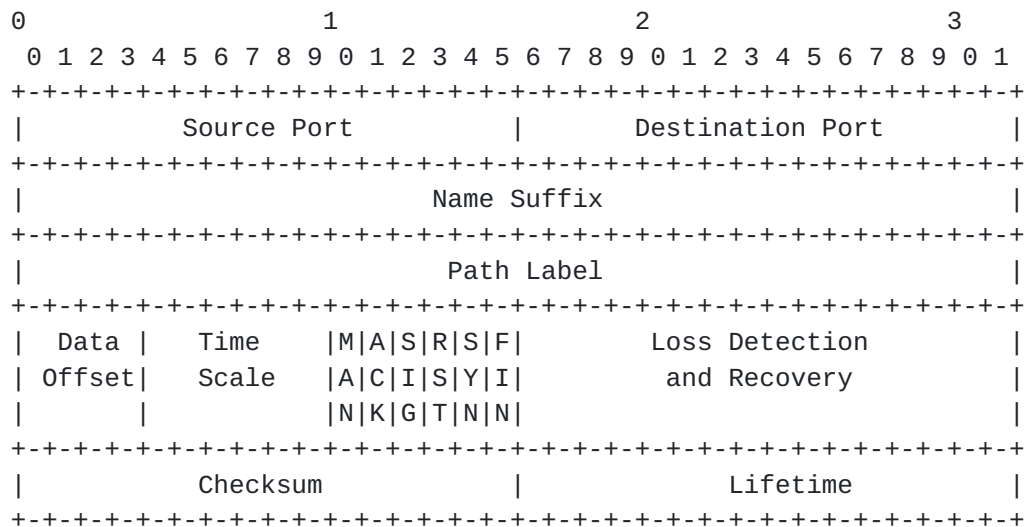 0                   1                   2                   3
 0 1 2 3 4 5 6 7 8 9 0 1 2 3 4 5 6 7 8 9 0 1 2 3 4 5 6 7 8 9 0 1
+-+-+-+-+-+-+-+-+-+-+-+-+-+-+-+-+-+-+-+-+-+-+-+-+-+-+-+-+-+-+-+-+
|          Source Port          |       Destination Port        |
+-+-+-+-+-+-+-+-+-+-+-+-+-+-+-+-+-+-+-+-+-+-+-+-+-+-+-+-+-+-+-+-+
|                          Name Suffix                          |
+-+-+-+-+-+-+-+-+-+-+-+-+-+-+-+-+-+-+-+-+-+-+-+-+-+-+-+-+-+-+-+-+
|                           Path Label                          |
+-+-+-+-+-+-+-+-+-+-+-+-+-+-+-+-+-+-+-+-+-+-+-+-+-+-+-+-+-+-+-+-+
|  Data |   Time    |M|A|S|R|S|F|        Loss Detection         |
| Offset|   Scale   |A|C|I|S|Y|I|         and Recovery          |
|       |           |N|K|G|T|N|N|                               |
+-+-+-+-+-+-+-+-+-+-+-+-+-+-+-+-+-+-+-+-+-+-+-+-+-+-+-+-+-+-+-+-+
|           Checksum            |             Lifetime          |
+-+-+-+-+-+-+-+-+-+-+-+-+-+-+-+-+-+-+-+-+-+-+-+-+-+-+-+-+-+-+-+-+